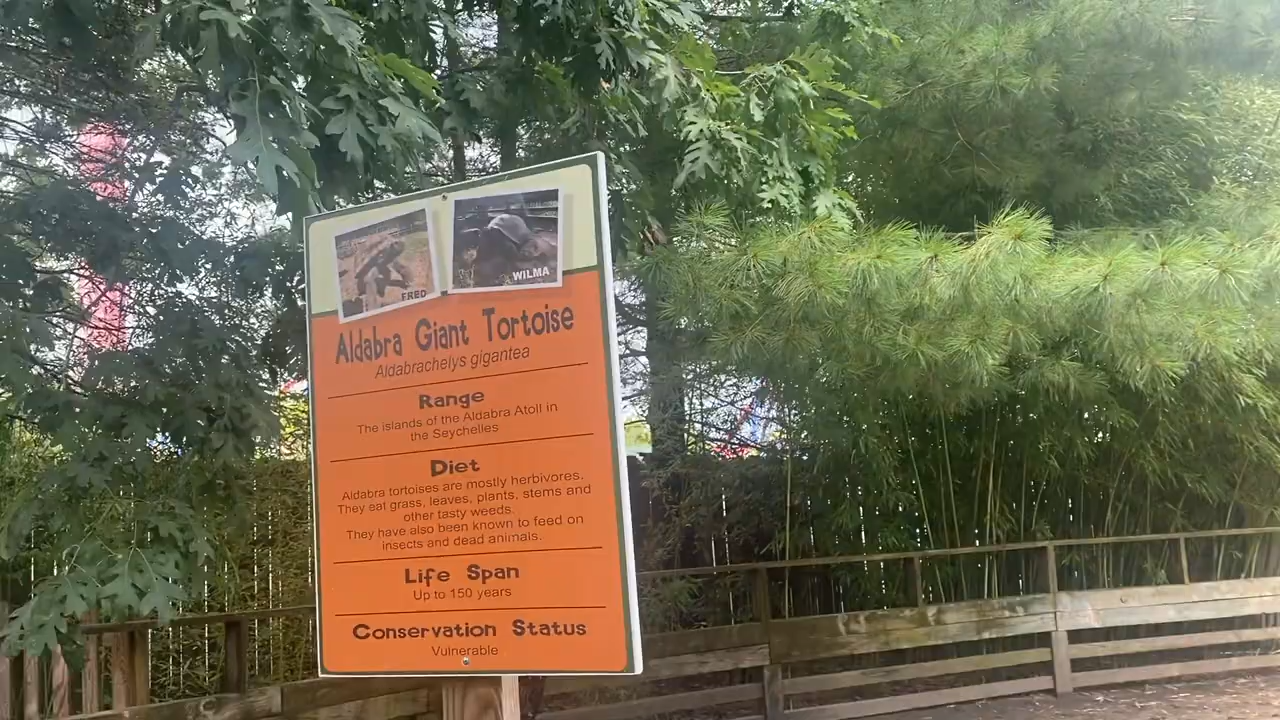 FRED
WILMA
Aldabra Giant Tortoise
Aldabrachelys gigantea
Range
The islands of the Aldabra Atoll in
the Seychelles
Diet
Aldabra tortoises are mostly herbivores.
They eat grass, leaves, plants, stems and
other tasty weeds.
They have also been known to feed on
insects and dead animals.
Life Span
Up to 150 years
Conservation Status
Vulnerable